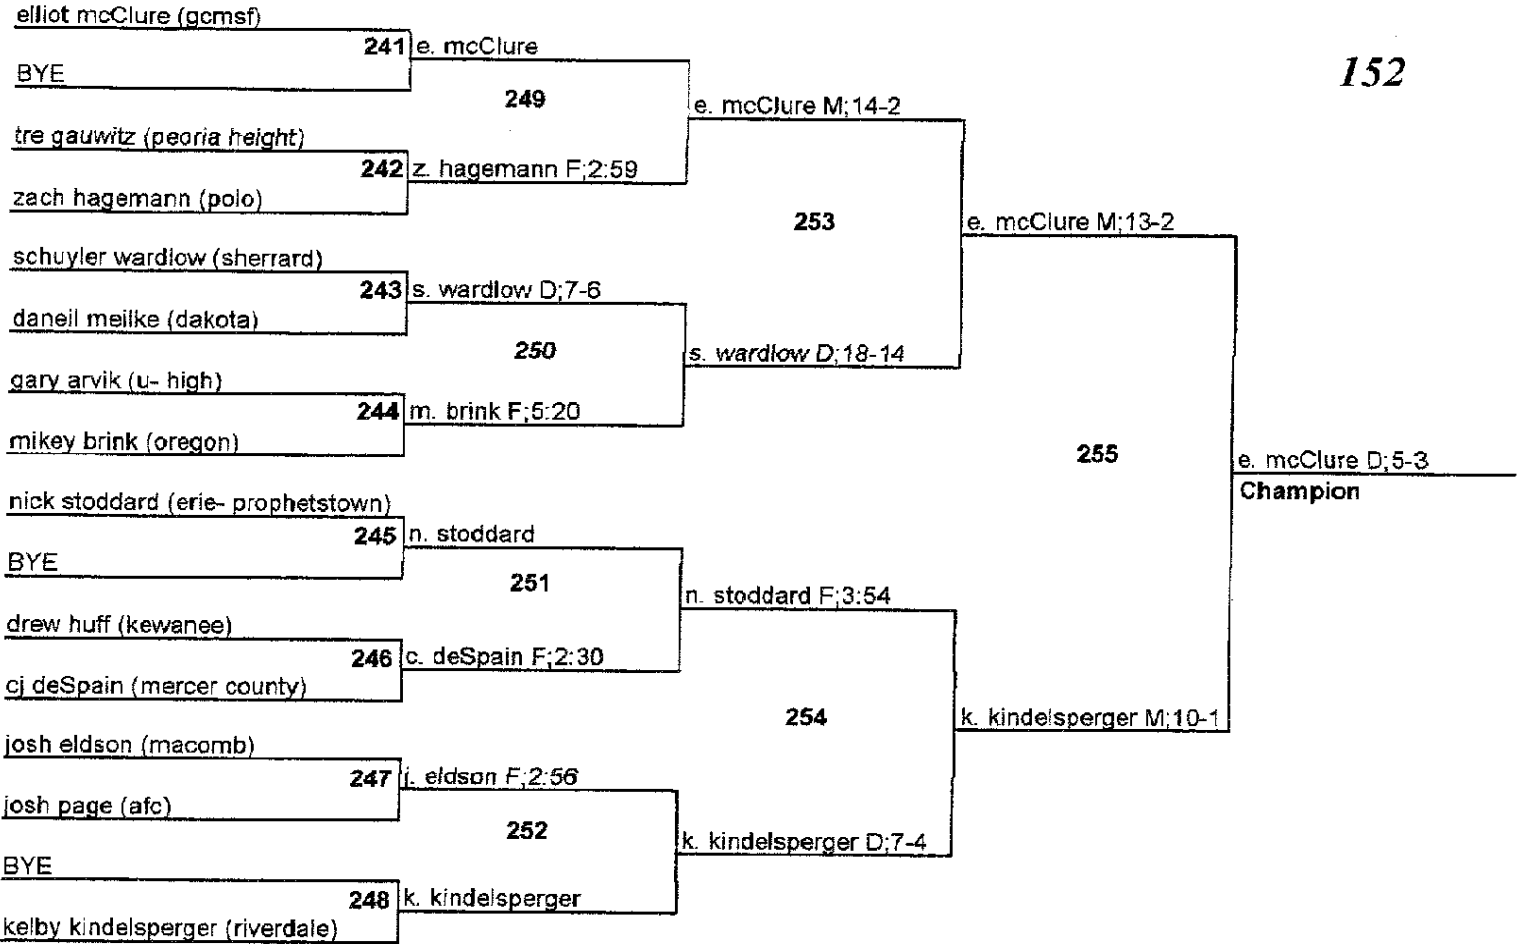 elliot mcClure (gcmsf)
241 e. mcClure
152
BYE
249
e. mcClure M;14-2
tre gauwitz (peoria height)
242 z. hagemann F;2:59
zach hagemann (polo)
253
e. mcClure M;13-2
schuyler wardlow (sherrard)
243 s. wardlow D;7-6
daneil meilke (dakota)
250
s. wardlow D;18-14
gary arvik (u- high)
244 m. brink F;5:20
mikey brink (oregon)
255
e. mcClure D;5-3
Champion
nick stoddard (erie- prophetstown)
245 n. stoddard
BYE
251
n. stoddard F;3:54
drew huff (kewanee)
246 c. deSpain F;2:30
cj deSpain (mercer county)
254
k. kindelsperger M;10-1
josh eldson (macomb)
247 j. eldson F;2:56
josh page (afc)
252
k. kindelsperger D;7-4
BYE
248 k. kindelsperger
kelby kindelsperger (riverdale)